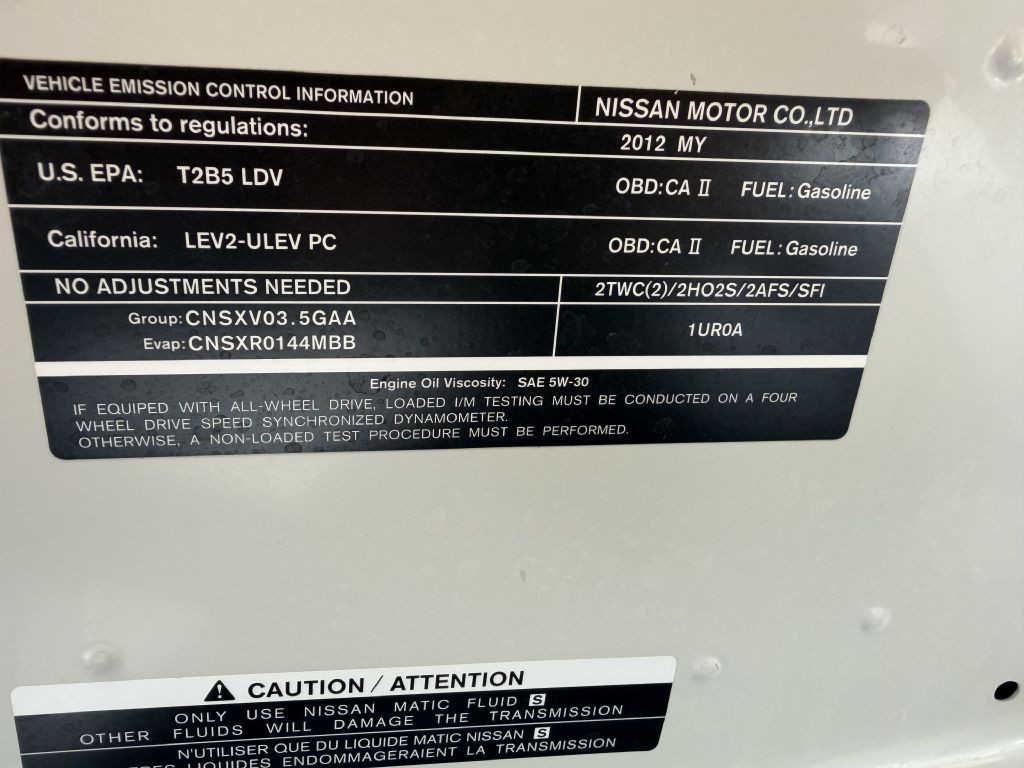 VEHICLE EMISSION CONTROL INFORMATION
NISSAN MOTOR CO.,LTD
Conforms to regulations:
2012 MY
U.S. EPA: T2B5 LDV OBD:CA II FUEL: Gasoline
California: LEV2-ULEV PC OBD:CA II FUEL: Gasoline
NO ADJUSTMENTS NEEDED
2TWC(2)/2HO2S/2AFS/SFI
Group: CNSXV03.5GAA
Evap: CNSXR0144MBB
1UR0A
Engine Oil Viscosity: SAE 5W-30
IF EQUIPED WITH ALL-WHEEL DRIVE, LOADED I/M TESTING MUST BE CONDUCTED ON A FOUR
WHEEL DRIVE SPEED SYNCHRONIZED DYNAMOMETER.
OTHERWISE, A NON-LOADED TEST PROCEDURE MUST BE PERFORMED.
CAUTION / ATTENTION
ONLY USE NISSAN MATIC FLUID S
OTHER FLUIDS WILL DAMAGE THE TRANSMISSION
N'UTILISER QUE DU LIQUIDE MATIC NISSAN S
LIQUIDES ENDOMMAGERAIENT LA TRANSMISSION